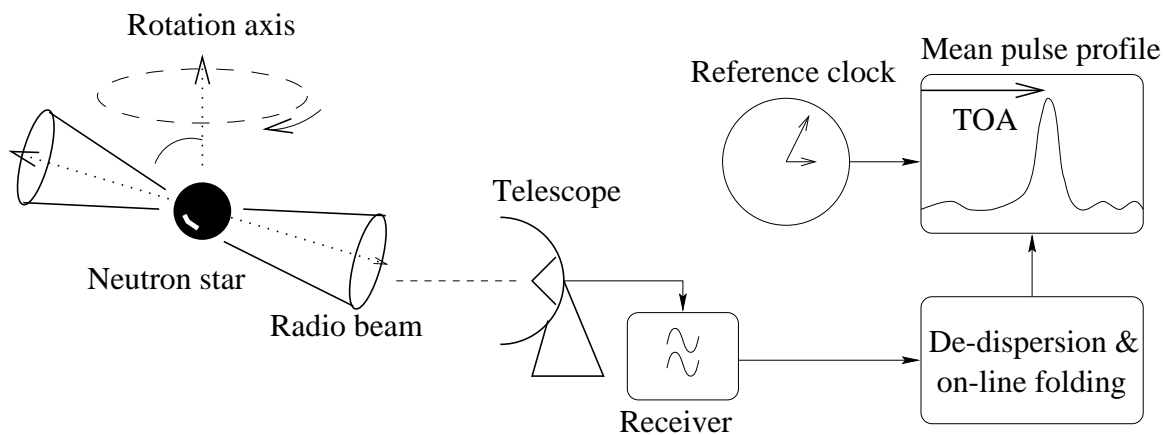 Rotation axis
Mean pulse profile
Reference clock
TOA
Telescope
Neutron star
Radio beam
De-dispersion &
on-line folding
Receiver